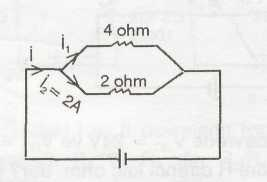 4 ohm
i
i₁
2 ohm
i₂ = 2A